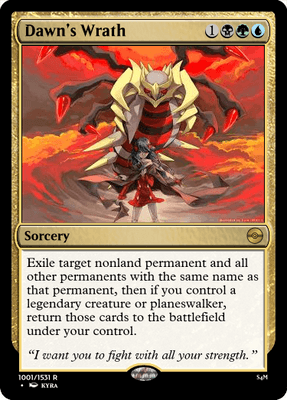 Dawn's Wrath 1
Sorcery
Exile target nonland permanent and all
other permanents with the same name as
that permanent, then if you control a
legendary creature or planeswalker,
return those cards to the battlefield
under your control.
“I want you to fight with all your strength.”
1001/1531 R
S4M
• KYRA